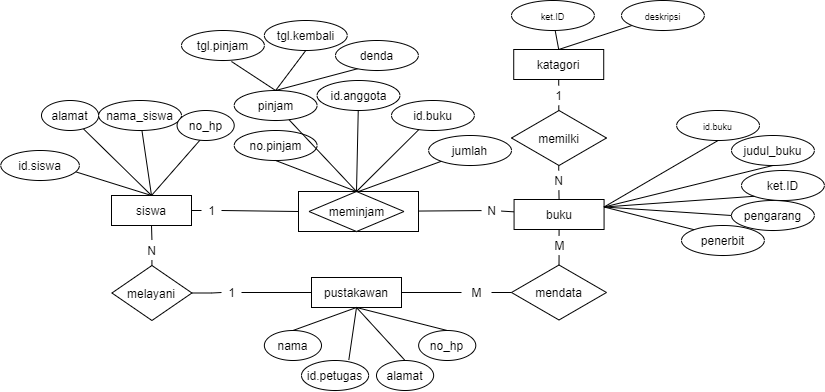 ket.ID
deskripsi
tgl.pinjam
tgl.kembali
denda
katagori
pinjam
id.anggota
1
alamat
nama_siswa
no_hp
id.buku
memilki
id.buku
no.pinjam
jumlah
judul_buku
id.siswa
N
ket.ID
siswa
1
meminjam
N
buku
pengarang
penerbit
N
M
melayani
1
pustakawan
M
mendata
nama
no_hp
id.petugas
alamat